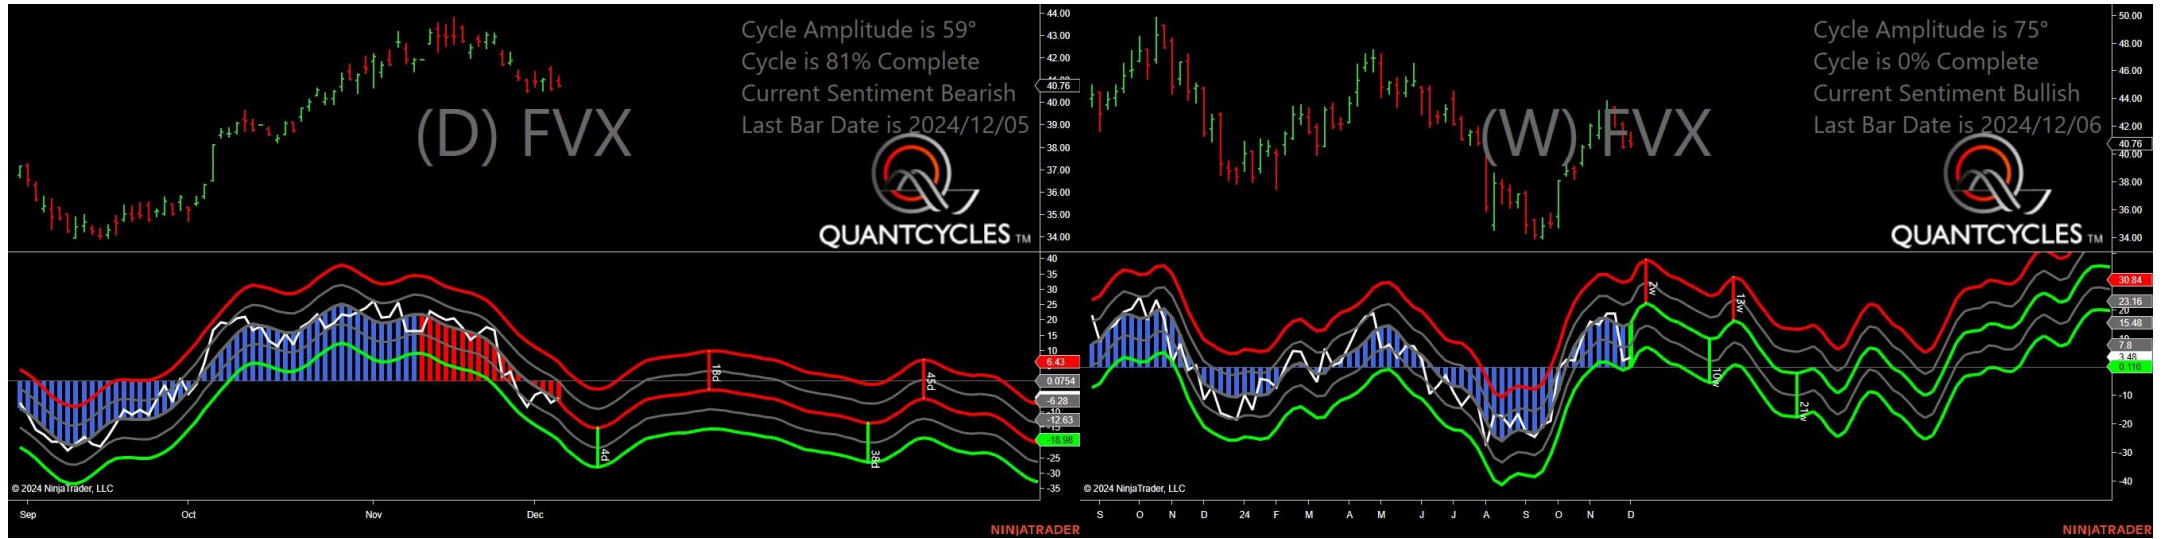 Cycle Amplitude is 59°
Cycle is 81% Complete
Current Sentiment Bearish
Last Bar Date is 2024/12/05
(D) FVX
QUANTCYCLES TM
44.00
43.00
42.00
40.76
40.00
39.00
38.00
37.00
36.00
35.00
34.00
40
35
30
25
20
15
10
6.43
0.0754
-6.28
-12.63
-18.98
-25
-30
-35
4d
18d
38d
45d
© 2024 NinjaTrader, LLC
Sep Oct Nov Dec
NINJATRADER
Cycle Amplitude is 75°
Cycle is 0% Complete
Current Sentiment Bullish
Last Bar Date is 2024/12/06
(W) FVX
QUANTCYCLES TM
50.00
48.00
46.00
44.00
42.00
40.76
40.00
38.00
36.00
34.00
30.84
23.16
20
15.48
7.8
3.48
0.116
-10
-20
-30
-40
2w
10w
13w
21w
© 2024 NinjaTrader, LLC
S O N D 24 F M A M J J A S O N D
NINJATRADER